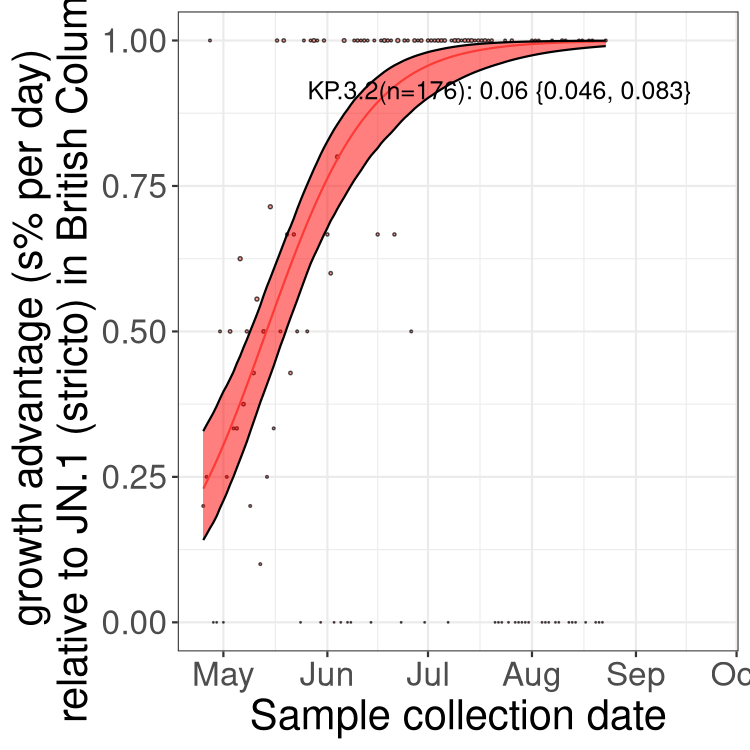 growth advantage (s% per day)
relative to JN.1 (stricto) in British Colum
1.00
0.75
0.50
0.25
0.00
KP.3.2(n=176): 0.06 {0.046, 0.083}
May Jun Jul Aug Sep Oc
Sample collection date